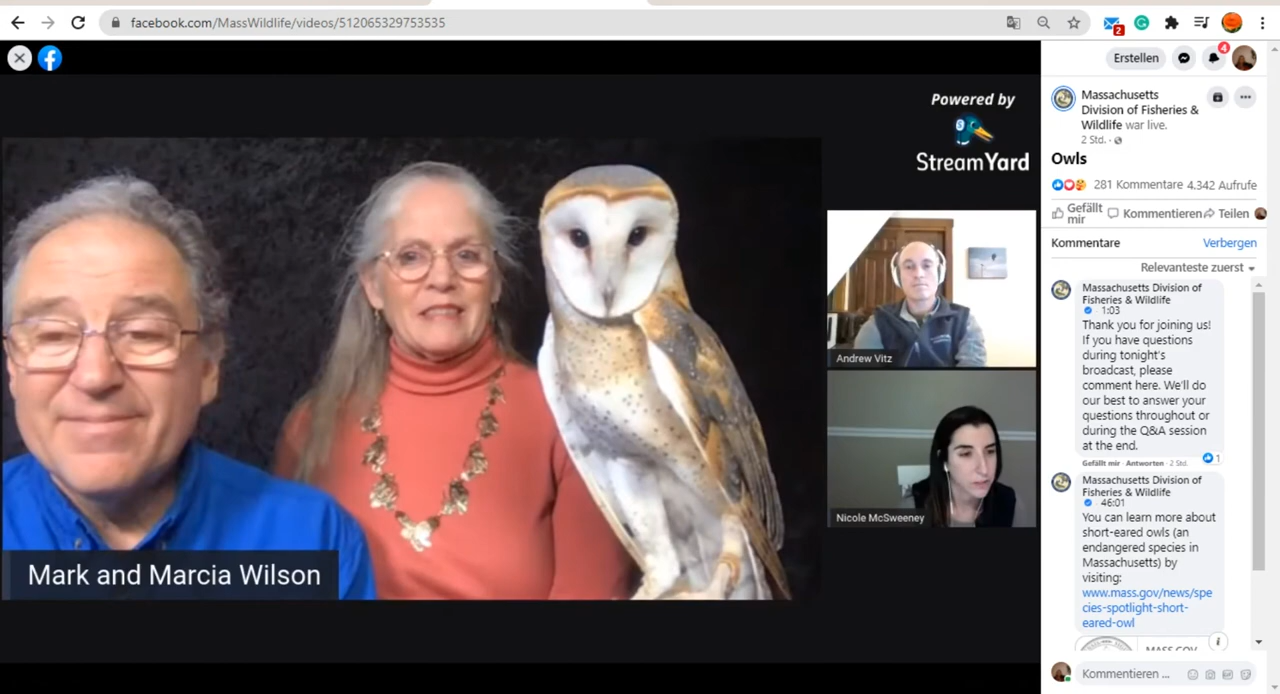 facebook.com/MassWildlife/videos/512065329753535
2
Erstellen
4
Powered by
StreamYard
Mark and Marcia Wilson
Andrew Vitz
Nicole McSweeney
Massachusetts
Division of Fisheries &
Wildlife war live.
2 Std. ·
Owls
281 Kommentare 4.342 Aufrufe
Gefällt
mir
Kommentieren
Teilen
Kommentare
Verbergen
Relevanteste zuerst
Massachusetts Division of
Fisheries & Wildlife
· 1:03
Thank you for joining us!
If you have questions
during tonight's
broadcast, please
comment here. We'll do
our best to answer your
questions throughout or
during the Q&A session
at the end.
1
Gefällt mir · Antworten · 2 Std.
Massachusetts Division of
Fisheries & Wildlife
· 46:01
You can learn more about
short-eared owls (an
endangered species in
Massachusetts) by
visiting:
www.mass.gov/news/spe
cies-spotlight-short-
eared-owl
MASS.GOV
i
Kommentieren ...